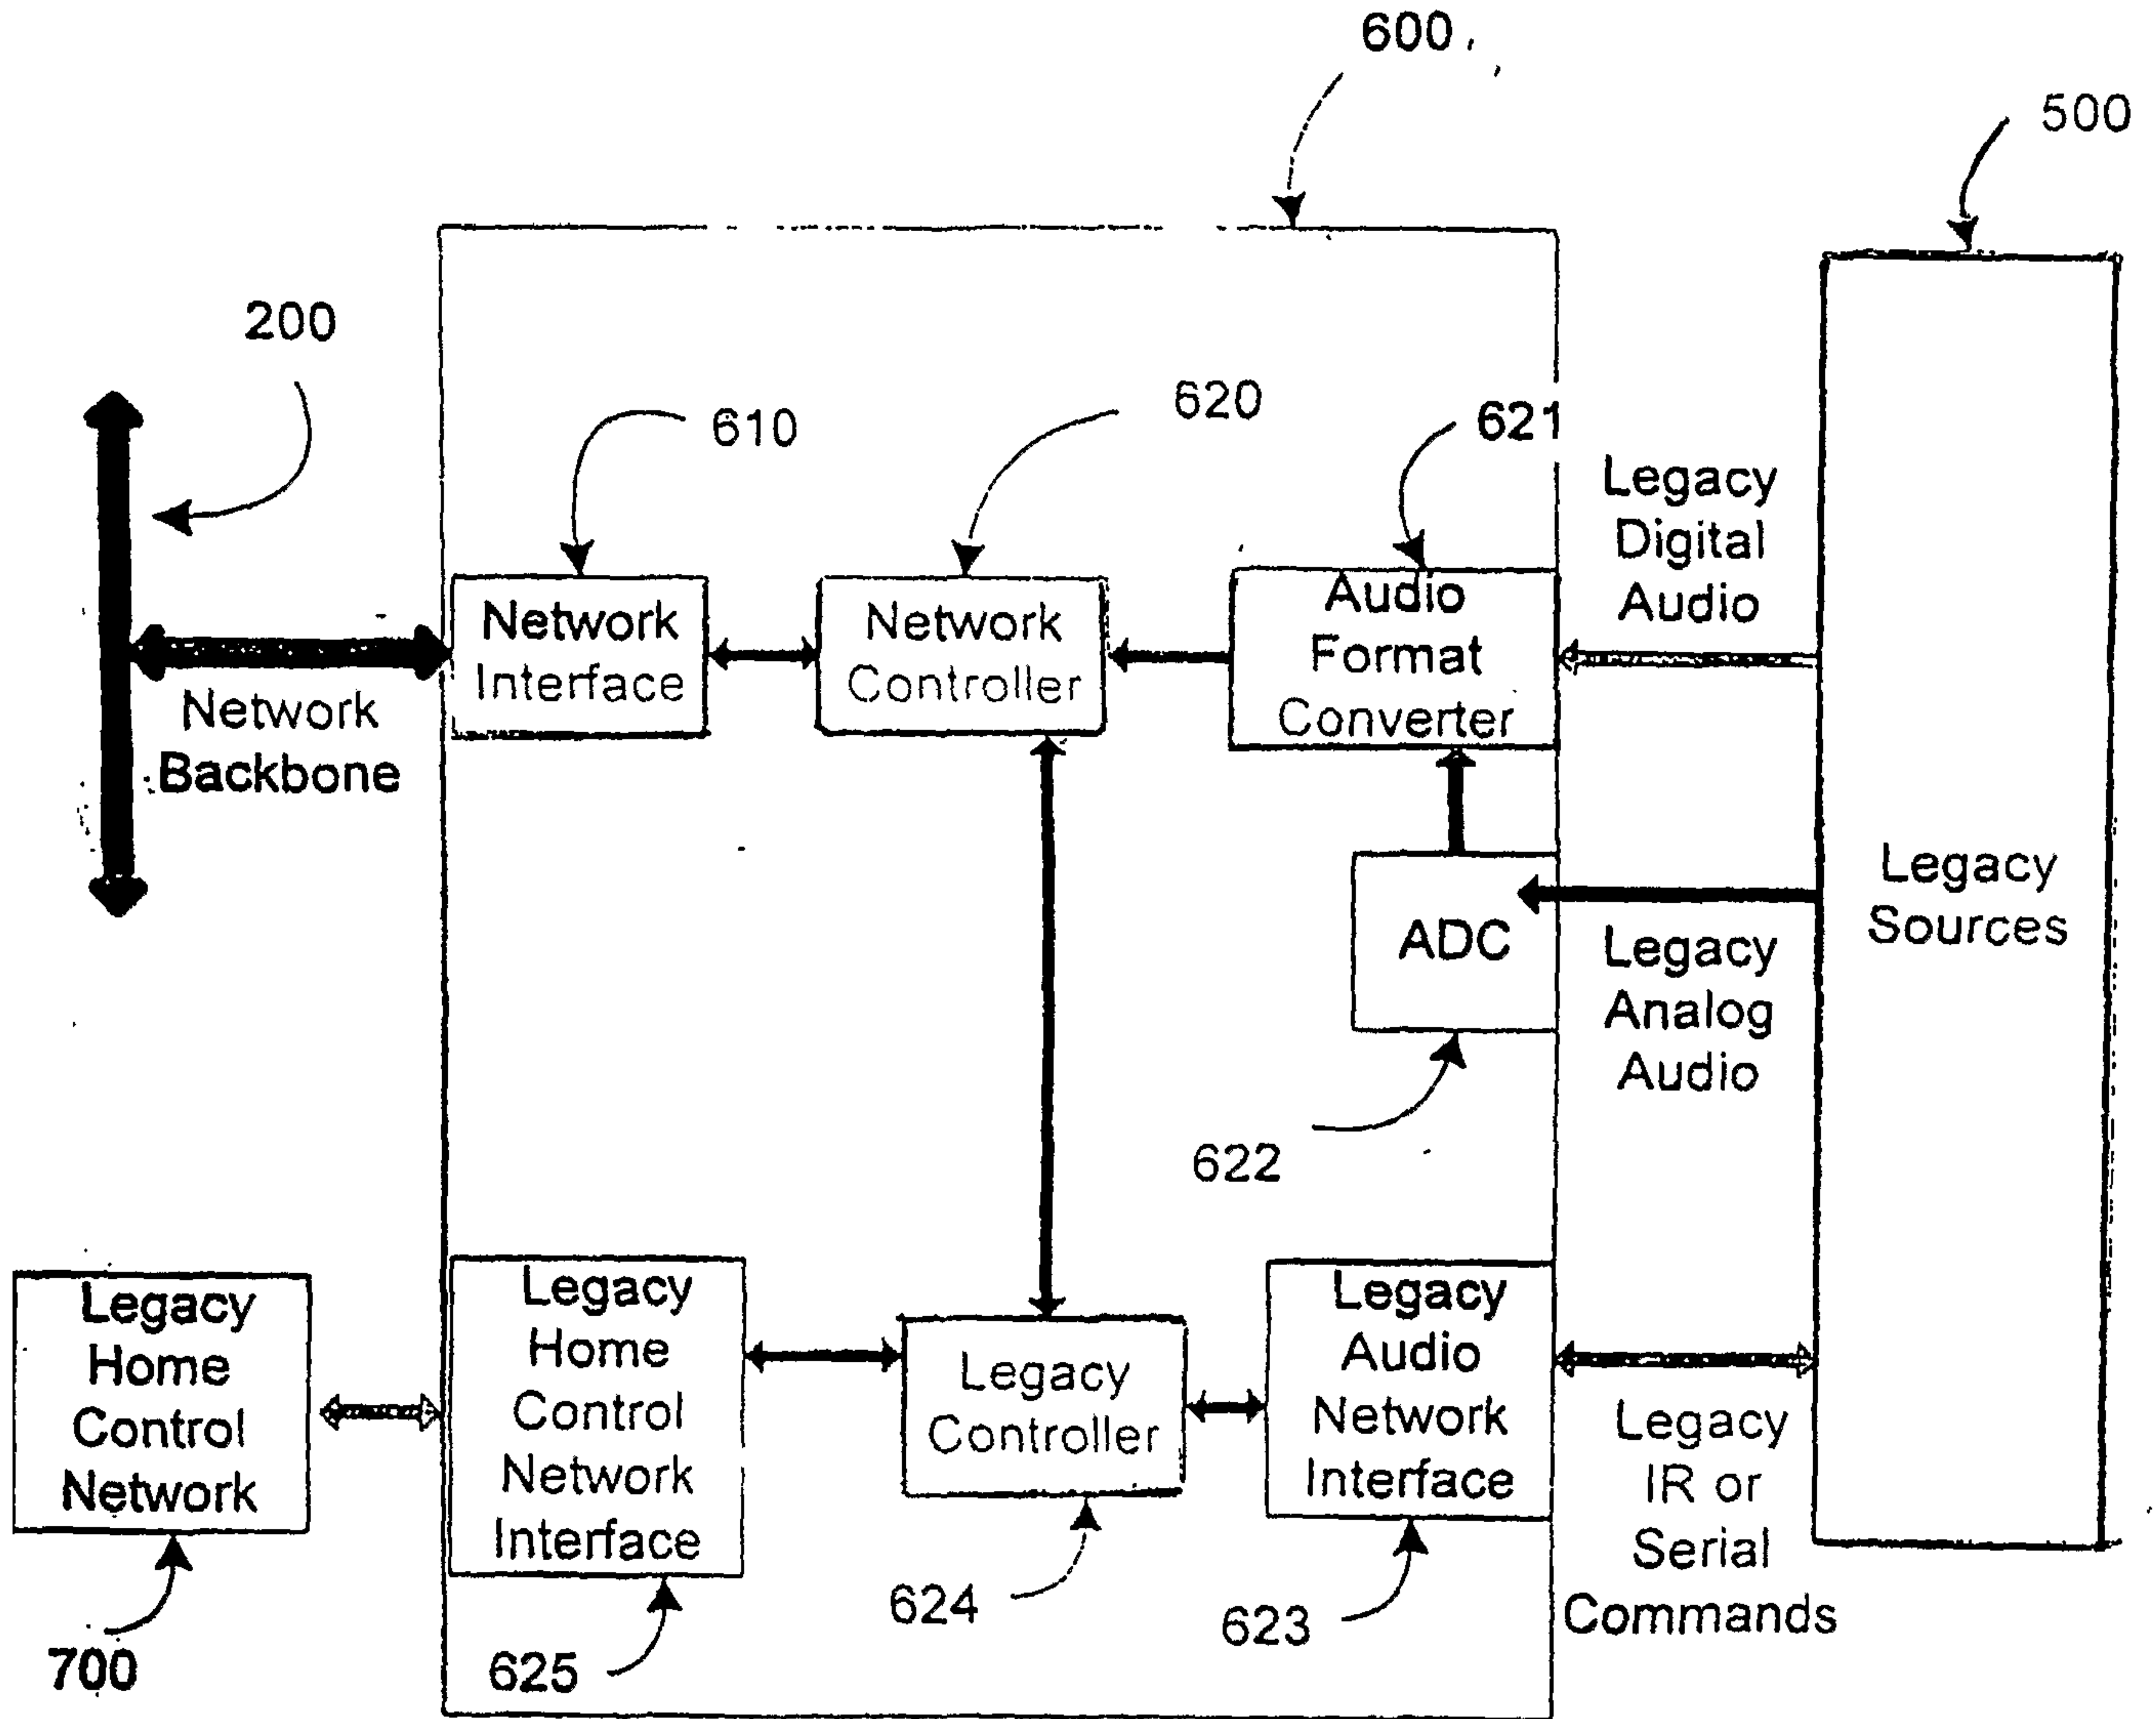 600
500
200
610
620
621
Legacy
Digital
Audio
Network
Interface
Network
Controller
Audio
Format
Converter
Network
Backbone
ADC
Legacy
Analog
Audio
Legacy
Sources
622
Legacy
Home
Control
Network
Legacy
Home
Control
Network
Interface
Legacy
Controller
Legacy
Audio
Network
Interface
Legacy
IR or
Serial
Commands
700
625
624
623